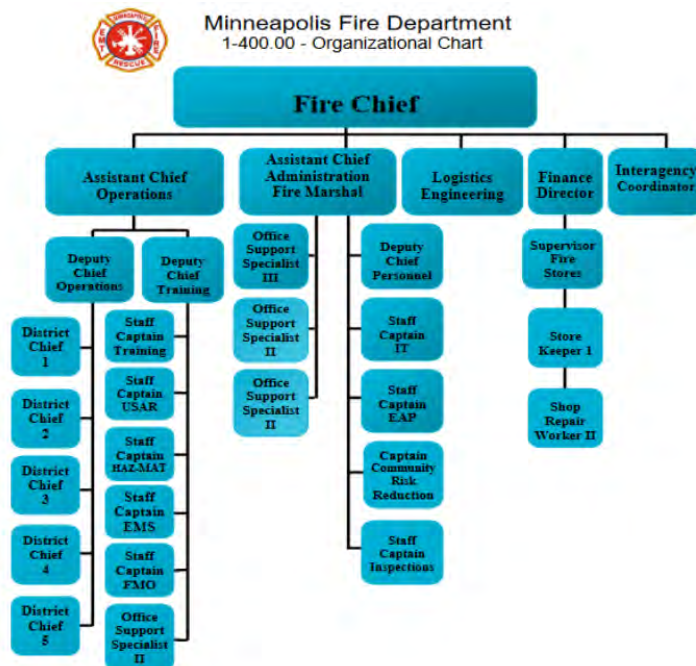 MINNEAPOLIS
EMT
FIRE
RESCUE
Minneapolis Fire Department
1-400.00 - Organizational Chart
Fire Chief
Assistant Chief
Operations
Assistant Chief
Administration
Fire Marshal
Logistics
Engineering
Finance
Director
Interagency
Coordinator
Deputy
Chief
Operations
Deputy
Chief
Training
District
Chief
1
District
Chief
2
District
Chief
3
District
Chief
4
District
Chief
5
Staff
Captain
Training
Staff
Captain
USAR
Staff
Captain
HAZ-MAT
Staff
Captain
EMS
Staff
Captain
FMO
Office
Support
Specialist
II
Office
Support
Specialist
III
Office
Support
Specialist
II
Office
Support
Specialist
II
Deputy
Chief
Personnel
Staff
Captain
IT
Staff
Captain
EAP
Captain
Community
Risk
Reduction
Staff
Captain
Inspections
Supervisor
Fire
Stores
Store
Keeper 1
Shop
Repair
Worker II